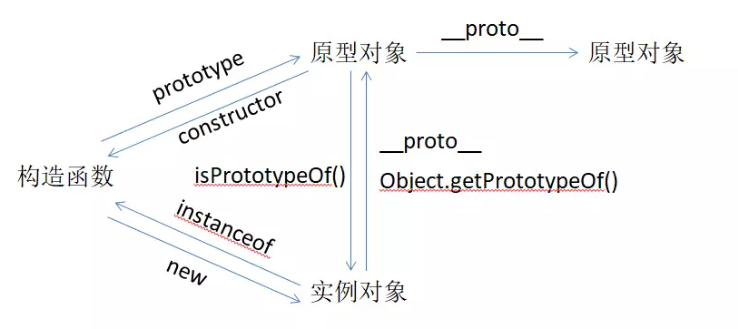 __proto__
原型对象
原型对象
prototype
constructor
__proto__
构造函数
isPrototypeOf()
Object.getPrototypeOf()
instanceof
new
实例对象